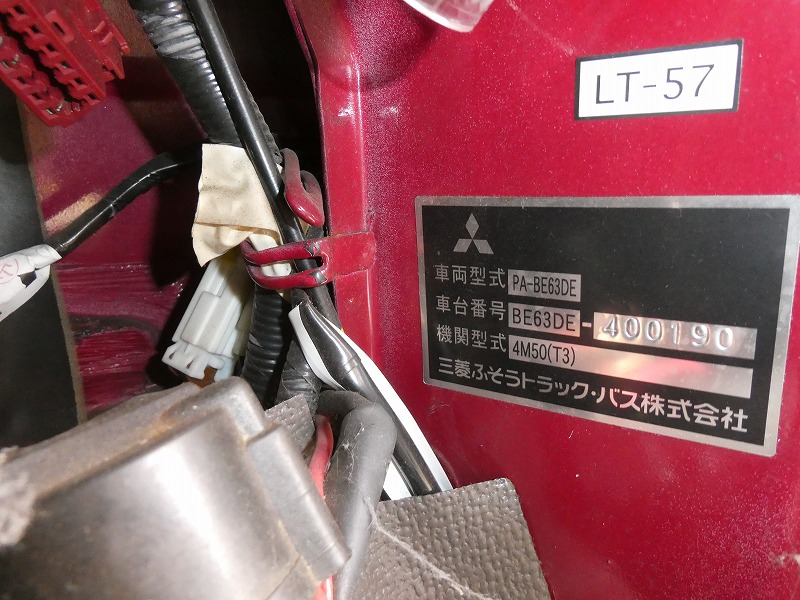 LT-57
車両型式 PA-BE63DE
車台番号 BE63DE-400190
機関型式 4M50(T3)
三菱ふそうトラック・バス株式会社